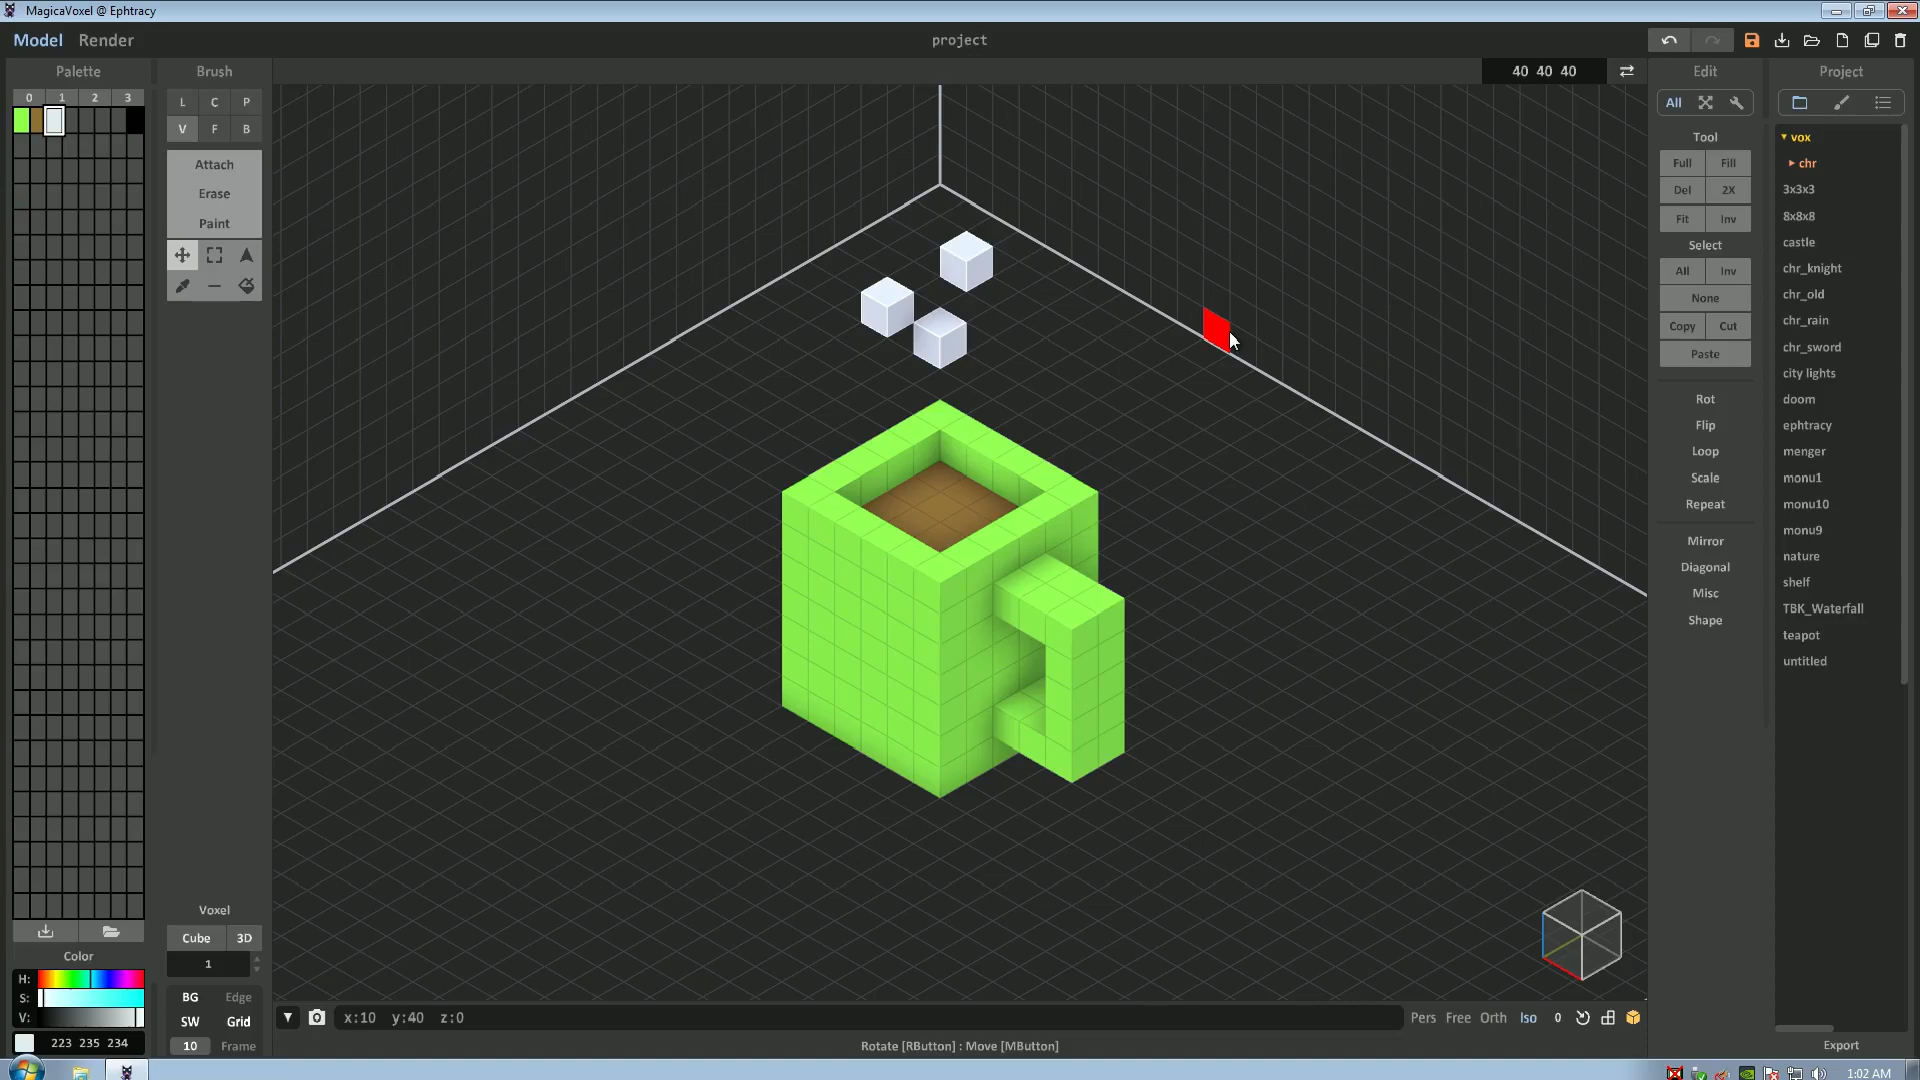 MagicaVoxel @ Ephtracy
Model Render
project
Palette
0 1 2 3
Brush
L C P
V F B
Attach
Erase
Paint
40 40 40
Edit
All
Tool
Full Fill
Del 2X
Fit Inv
Select
All Inv
None
Copy Cut
Paste
Rot
Flip
Loop
Scale
Repeat
Mirror
Diagonal
Misc
Shape
Project
vox
chr
3x3x3
8x8x8
castle
chr_knight
chr_old
chr_rain
chr_sword
city lights
doom
ephtracy
menger
monu1
monu10
monu9
nature
shelf
TBK_Waterfall
teapot
untitled
Export
Color
H:
S:
V:
223 235 234
Voxel
Cube 3D
1
BG Edge
SW Grid
10 Frame
x:10 y:40 z:0
Pers Free Orth Iso 0
Rotate [RButton] : Move [MButton]
1:02 AM